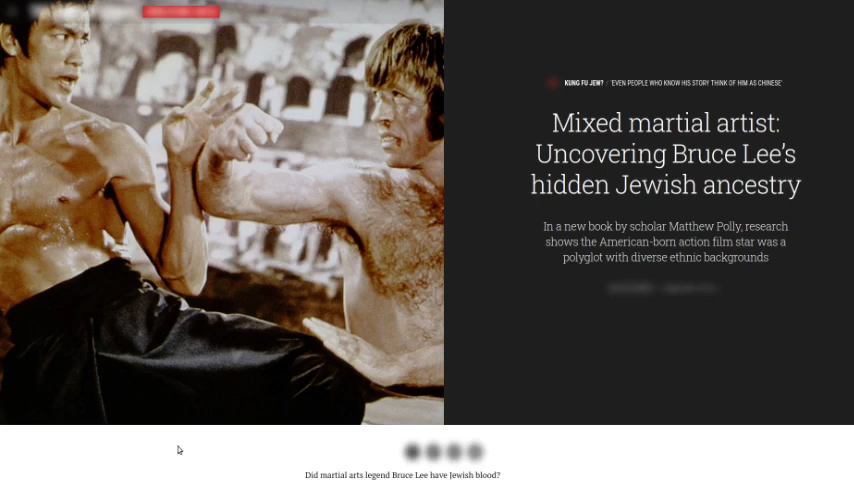 KUNG FU JEW? / 'EVEN PEOPLE WHO KNOW HIS STORY THINK OF HIM AS CHINESE'
Mixed martial artist:
Uncovering Bruce Lee's
hidden Jewish ancestry
In a new book by scholar Matthew Polly, research
shows the American-born action film star was a
polyglot with diverse ethnic backgrounds
Did martial arts legend Bruce Lee have Jewish blood?